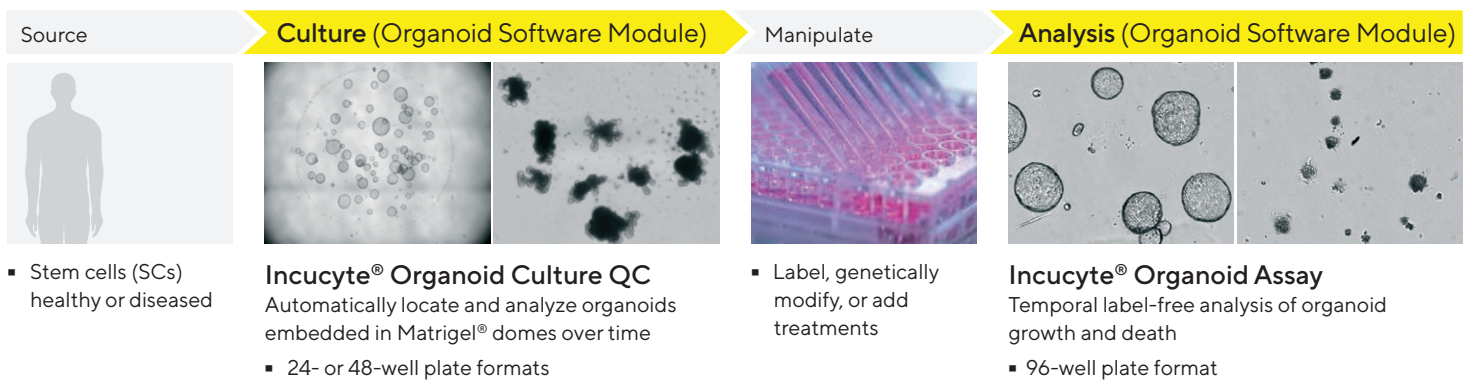 Source
Culture (Organoid Software Module)
Manipulate
Analysis (Organoid Software Module)
▪ Stem cells (SCs)
healthy or diseased
Incucyte® Organoid Culture QC
Automatically locate and analyze organoids
embedded in Matrigel® domes over time
▪ 24- or 48-well plate formats
▪ Label, genetically
modify, or add
treatments
Incucyte® Organoid Assay
Temporal label-free analysis of organoid
growth and death
▪ 96-well plate format